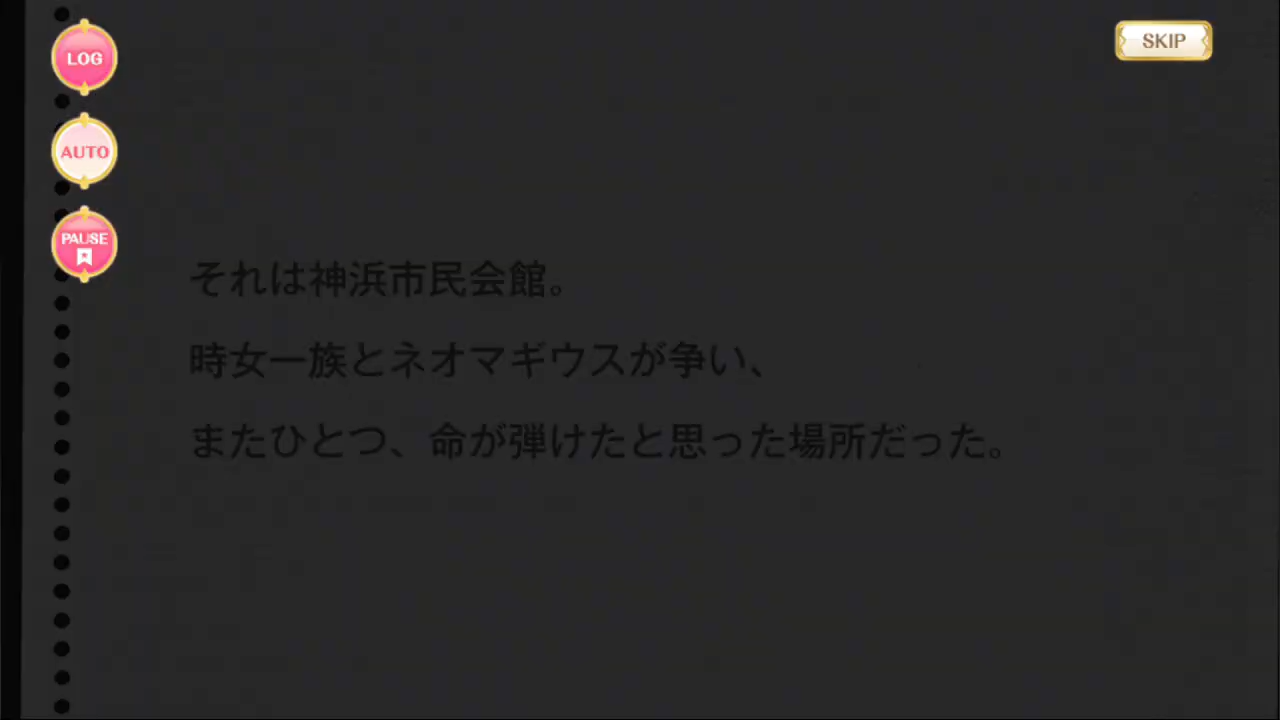 LOG
SKIP
AUTO
PAUSE
それは神浜市民会館。
時女一族とネオマギウスが争い、
またひとつ、命が弾けたと思った場所だった。